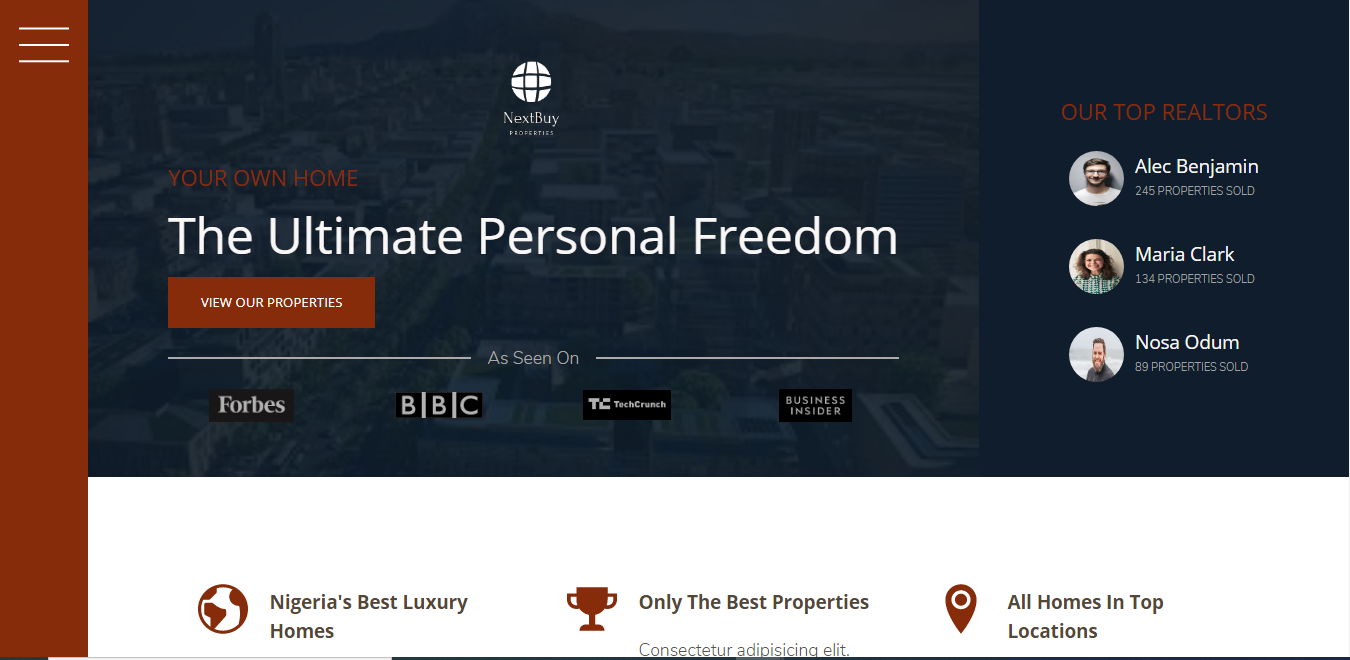 NextBuy
PROPERTIES
YOUR OWN HOME
The Ultimate Personal Freedom
VIEW OUR PROPERTIES
As Seen On
Forbes
BBC
TC TechCrunch
BUSINESS
INSIDER
OUR TOP REALTORS
Alec Benjamin
245 PROPERTIES SOLD
Maria Clark
134 PROPERTIES SOLD
Nosa Odum
89 PROPERTIES SOLD
Nigeria's Best Luxury
Homes
Only The Best Properties
Consectetur adipisicing elit.
All Homes In Top
Locations